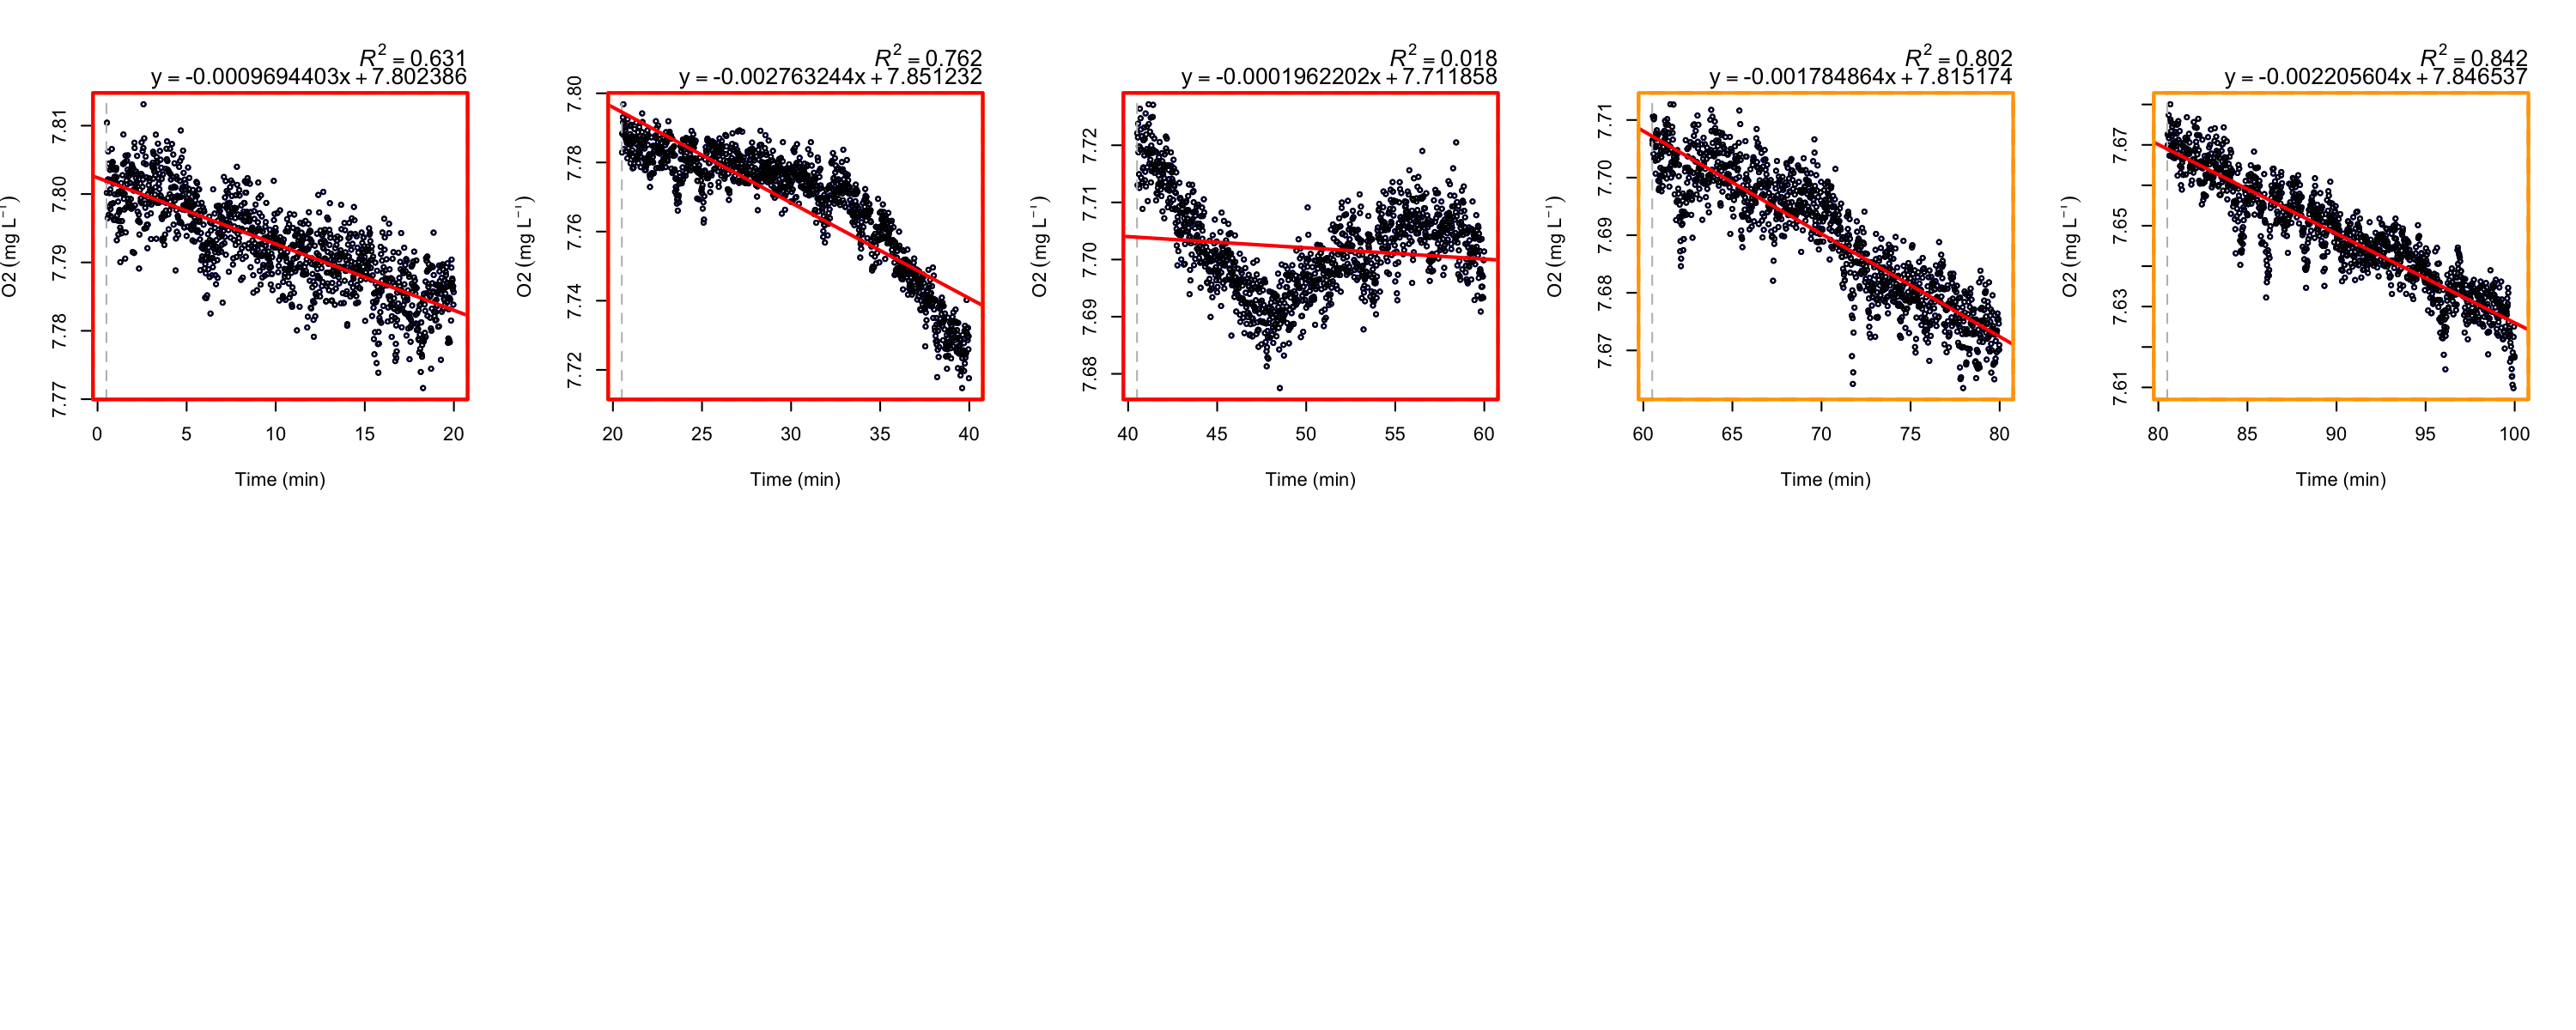 R² = 0.631
y = -0.0009694403x + 7.802386
O2 (mg L⁻¹)
7.81
7.80
7.79
7.78
7.77
0 5 10 15 20
Time (min)
R² = 0.762
y = -0.002763244x + 7.851232
O2 (mg L⁻¹)
7.80
7.78
7.76
7.74
7.72
20 25 30 35 40
Time (min)
R² = 0.018
y = -0.0001962202x + 7.711858
O2 (mg L⁻¹)
7.72
7.71
7.70
7.69
7.68
40 45 50 55 60
Time (min)
R² = 0.802
y = -0.001784864x + 7.815174
O2 (mg L⁻¹)
7.71
7.70
7.69
7.68
7.67
60 65 70 75 80
Time (min)
R² = 0.842
y = -0.002205604x + 7.846537
O2 (mg L⁻¹)
7.67
7.65
7.63
7.61
80 85 90 95 100
Time (min)